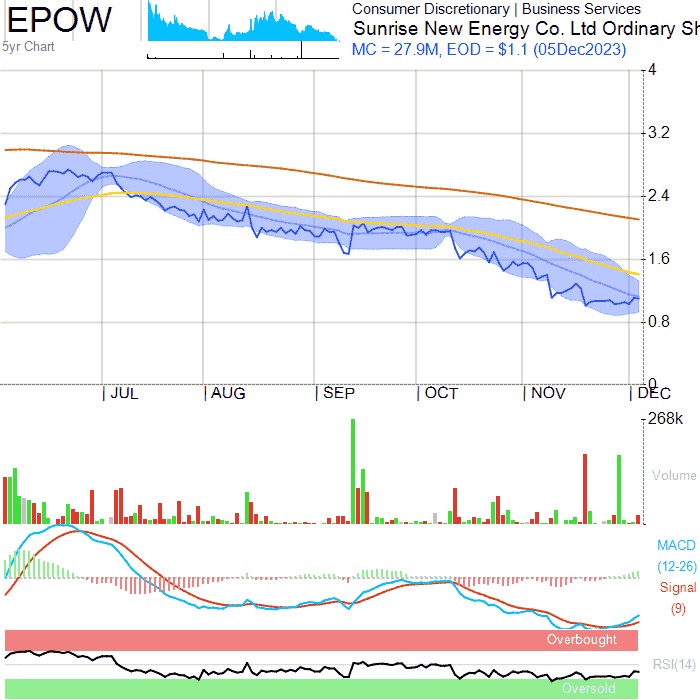 EPOW
5yr Chart
Consumer Discretionary | Business Services
Sunrise New Energy Co. Ltd Ordinary Sh
MC = 27.9M, EOD = $1.1 (05Dec2023)
4
3.2
2.4
1.6
0.8
0
JUL AUG SEP OCT NOV DEC
268k
Volume
MACD
(12-26)
Signal
(9)
Overbought
RSI(14)
Oversold